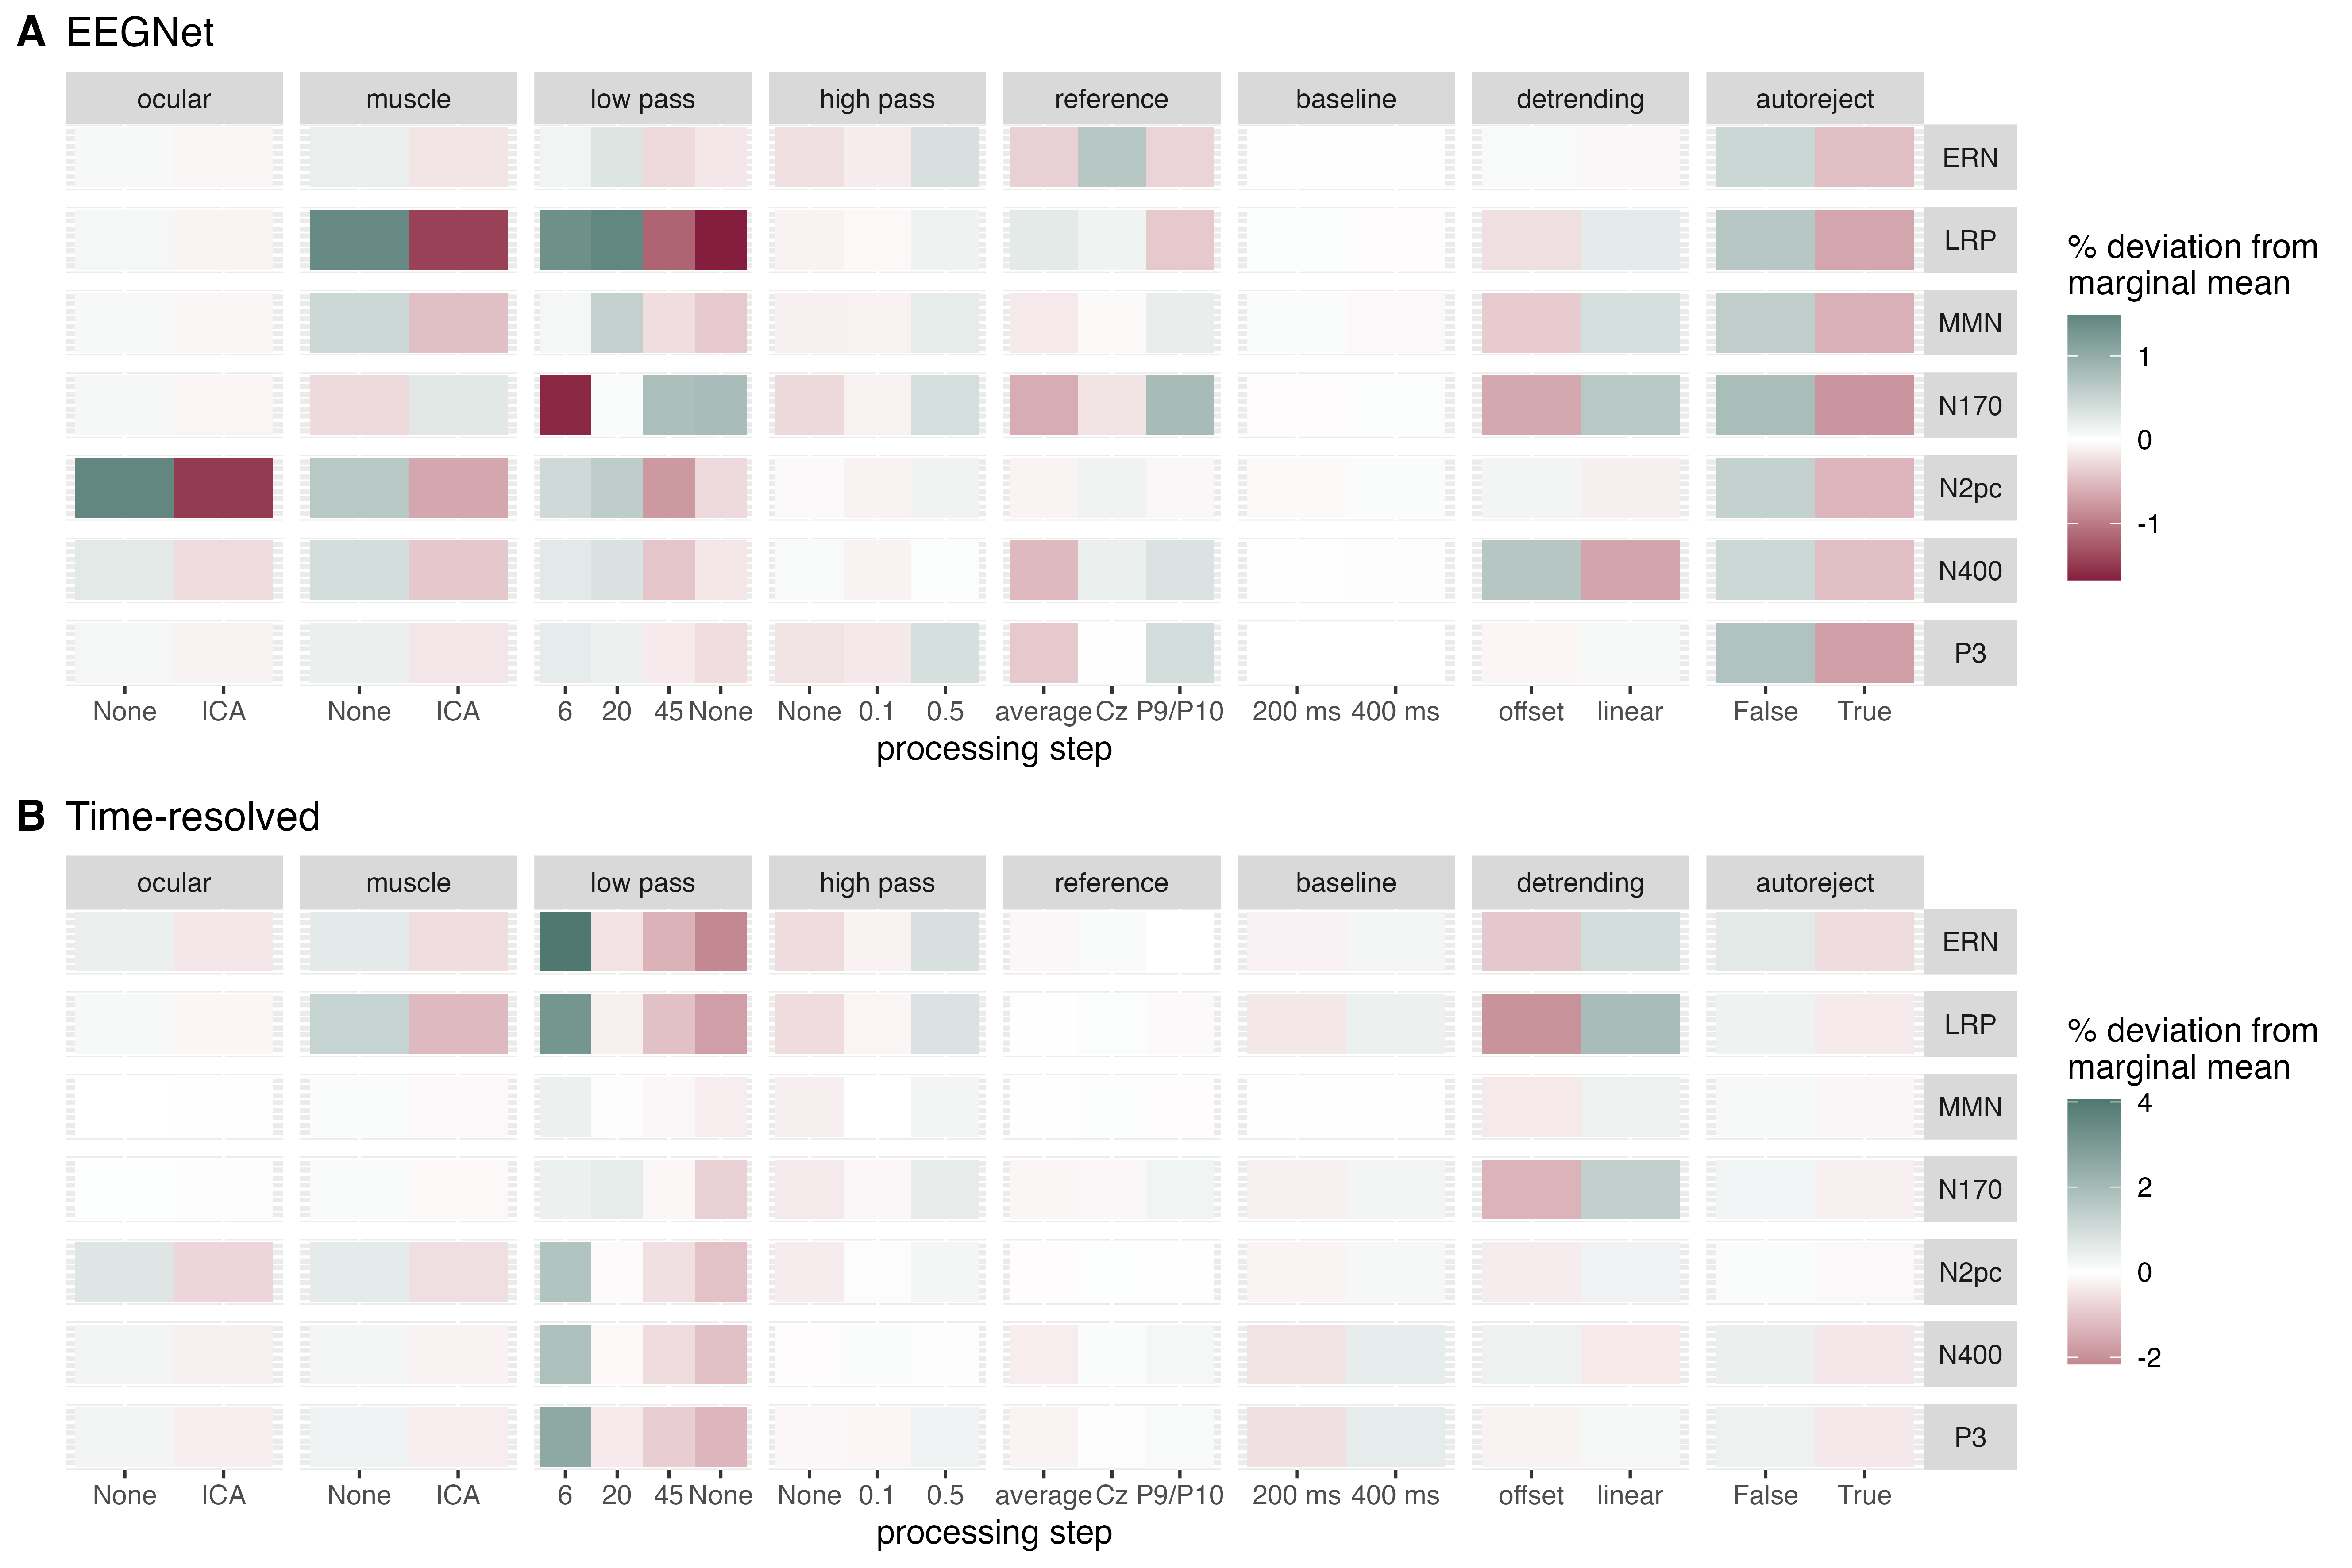 A EEGNet
ocular muscle low pass high pass reference baseline detrending autoreject
ERN
LRP
MMN
N170
N2pc
N400
P3
None ICA None ICA 6 20 45 None None 0.1 0.5 average Cz P9/P10 200 ms 400 ms offset linear False True
processing step
% deviation from
marginal mean
1
0
-1
B Time-resolved
ocular muscle low pass high pass reference baseline detrending autoreject
ERN
LRP
MMN
N170
N2pc
N400
P3
None ICA None ICA 6 20 45 None None 0.1 0.5 average Cz P9/P10 200 ms 400 ms offset linear False True
processing step
% deviation from
marginal mean
4
2
0
-2